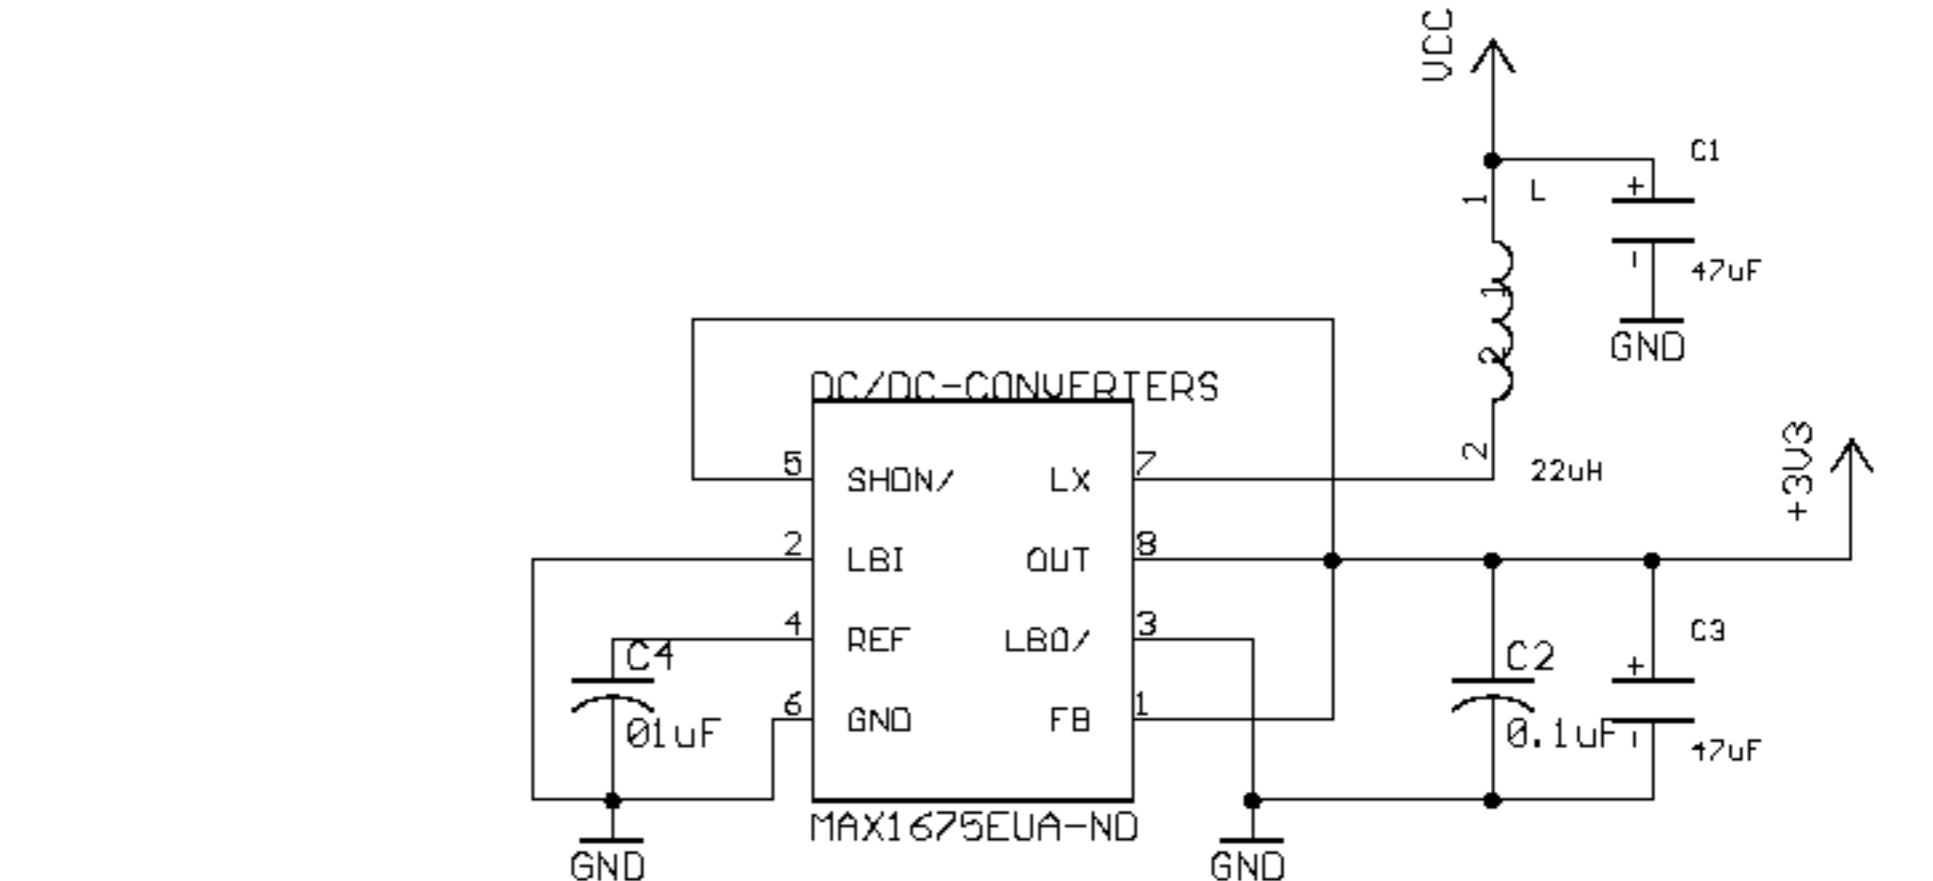 VCC
C1
+
1
L
-
47uF
1
GND
2
DC/DC-CONVERTERS
+3V3
5
7
2
22uH
SHDN/
LX
2
8
LBI
OUT
4
3
C3
REF
LBO/
C4
C2
+
6
1
GND
FB
01uF
0.1uF
-
47uF
MAX1675EUA-ND
GND
GND